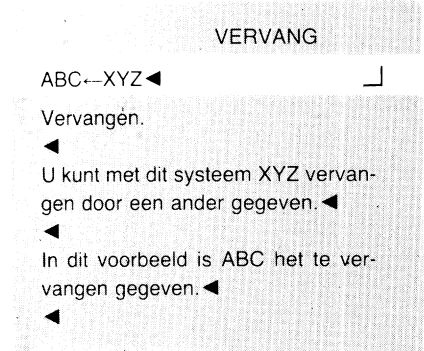 VERVANG
ABC←XYZ◀
Vervangen.
◀
U kunt met dit systeem XYZ vervan-
gen door een ander gegeven.◀
◀
In dit voorbeeld is ABC het te ver-
vangen gegeven.◀
◀